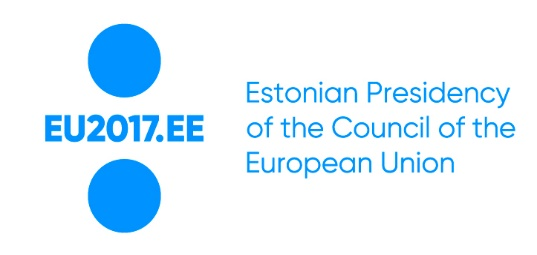 EU2017.EE
Estonian Presidency
of the Council of the
European Union